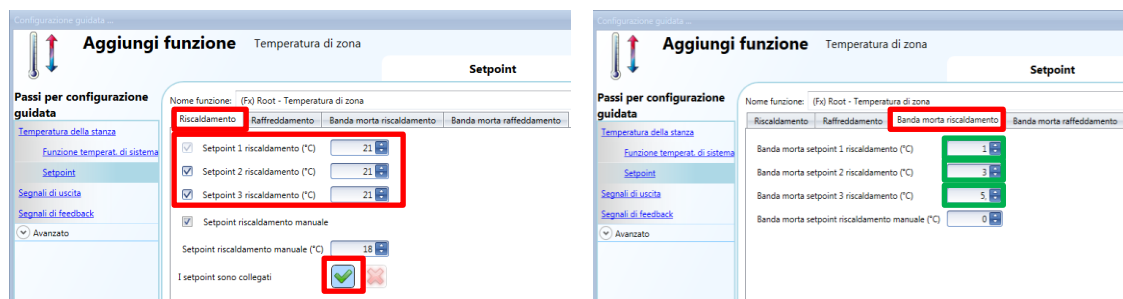 Configurazione guidata ...
Aggiungi funzione Temperatura di zona
Setpoint
Passi per configurazione guidata
Temperatura della stanza
Funzione temperat. di sistema
Setpoint
Segnali di uscita
Segnali di feedback
Avanzato
Nome funzione: (Fx) Root - Temperatura di zona
Riscaldamento Raffreddamento Banda morta riscaldamento Banda morta raffeddamento
Setpoint 1 riscaldamento (°C) 21
Setpoint 2 riscaldamento (°C) 21
Setpoint 3 riscaldamento (°C) 21
Setpoint riscaldamento manuale
Setpoint riscaldamento manuale (°C) 18
I setpoint sono collegati
Configurazione guidata ...
Aggiungi funzione Temperatura di zona
Setpoint
Passi per configurazione guidata
Temperatura della stanza
Funzione temperat. di sistema
Setpoint
Segnali di uscita
Segnali di feedback
Avanzato
Nome funzione: (Fx) Root - Temperatura di zona
Riscaldamento Raffreddamento Banda morta riscaldamento Banda morta raffeddamento
Banda morta setpoint 1 riscaldamento (°C) 1
Banda morta setpoint 2 riscaldamento (°C) 3
Banda morta setpoint 3 riscaldamento (°C) 5,
Banda morta setpoint riscaldamento manuale (°C) 0